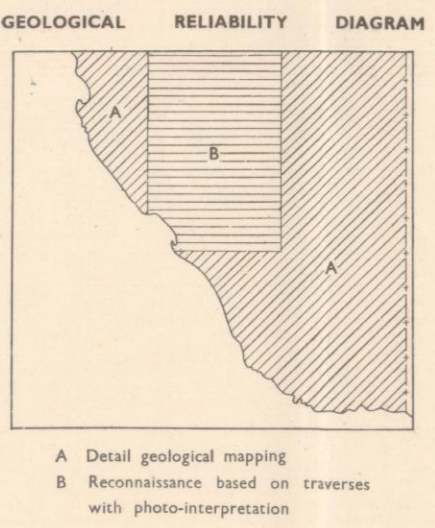 GEOLOGICAL RELIABILITY DIAGRAM
A
B
A
A Detail geological mapping
B Reconnaissance based on traverses
with photo-interpretation